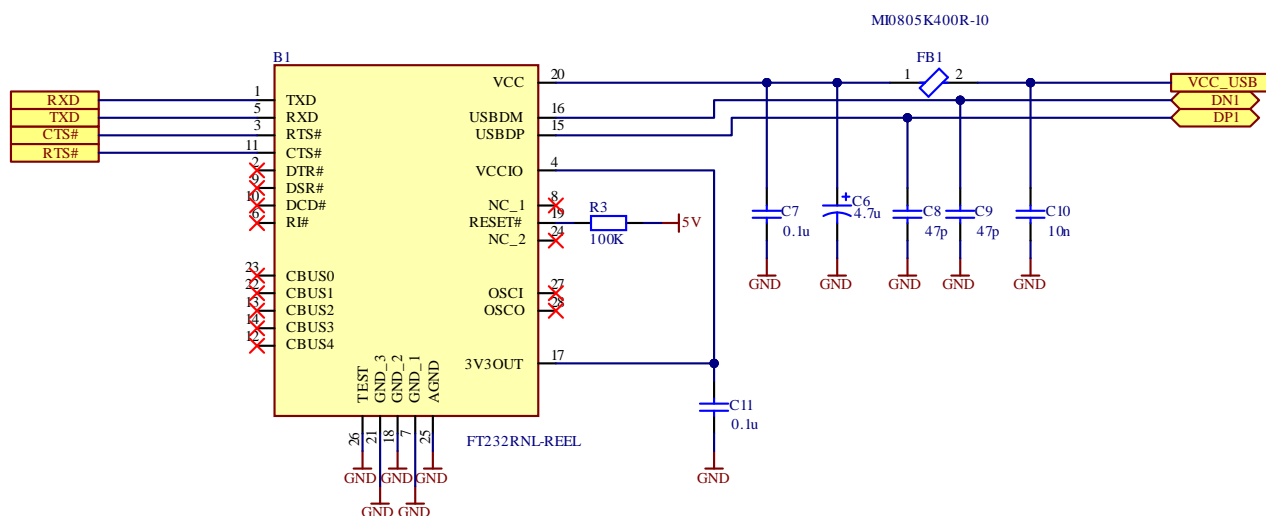 MI0805K400R-10
B1
FB1
VCC
20
1
2
VCC_USB
RXD
1
TXD
DN1
TXD
5
RXD
USBDM
16
DP1
CTS#
3
RTS#
USBDP
15
RTS#
11
CTS#
2
DTR#
VCCIO
4
9
DSR#
10
DCD#
NC_1
8
6
RI#
RESET#
19
R3
100K
5V
NC_2
24
C7
0.1u
+
C6
4.7u
C8
47p
C9
47p
C10
10n
GND
GND
GND
GND
GND
23
CBUS0
22
CBUS1
OSCI
27
13
CBUS2
OSCO
28
14
CBUS3
12
CBUS4
3V3OUT
17
TEST
GND_3
GND_2
GND_1
AGND
C11
0.1u
26
21
18
7
25
FT232RNL-REEL
GND
GND
GND
GND
GND
GND